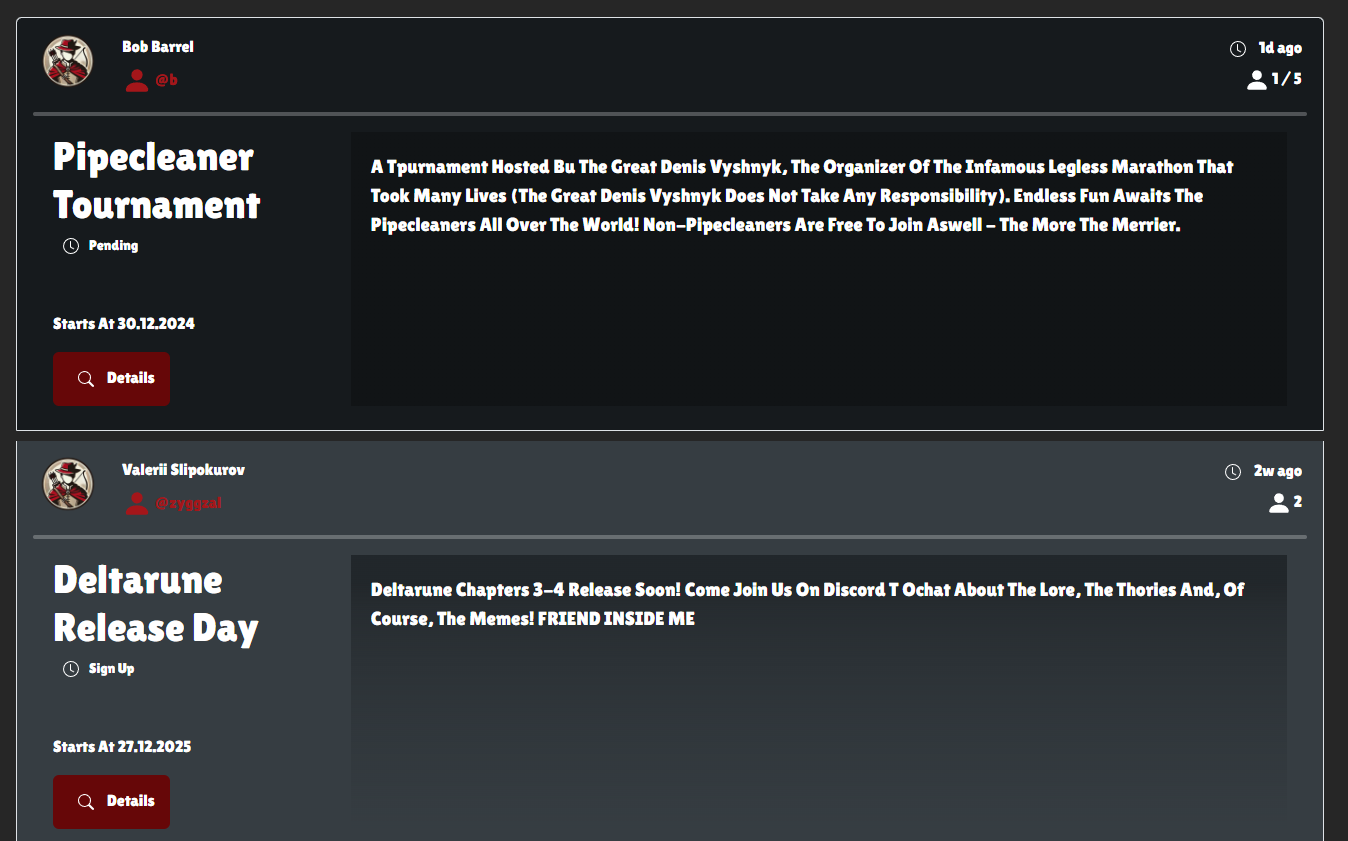 Bob Barrel
1d ago
@b
1 / 5
Pipecleaner
Tournament
Pending
Starts At 30.12.2024
Details
A Tpurnament Hosted Bu The Great Denis Vyshnyk, The Organizer Of The Infamous Legless Marathon That
Took Many Lives (The Great Denis Vyshnyk Does Not Take Any Responsibility). Endless Fun Awaits The
Pipecleaners All Over The World! Non-Pipecleaners Are Free To Join Aswell - The More The Merrier.
Valerii Slipokurov
2w ago
@zyggzal
2
Deltarune
Release Day
Sign Up
Starts At 27.12.2025
Details
Deltarune Chapters 3-4 Release Soon! Come Join Us On Discord T Ochat About The Lore, The Thories And, Of
Course, The Memes! FRIEND INSIDE ME